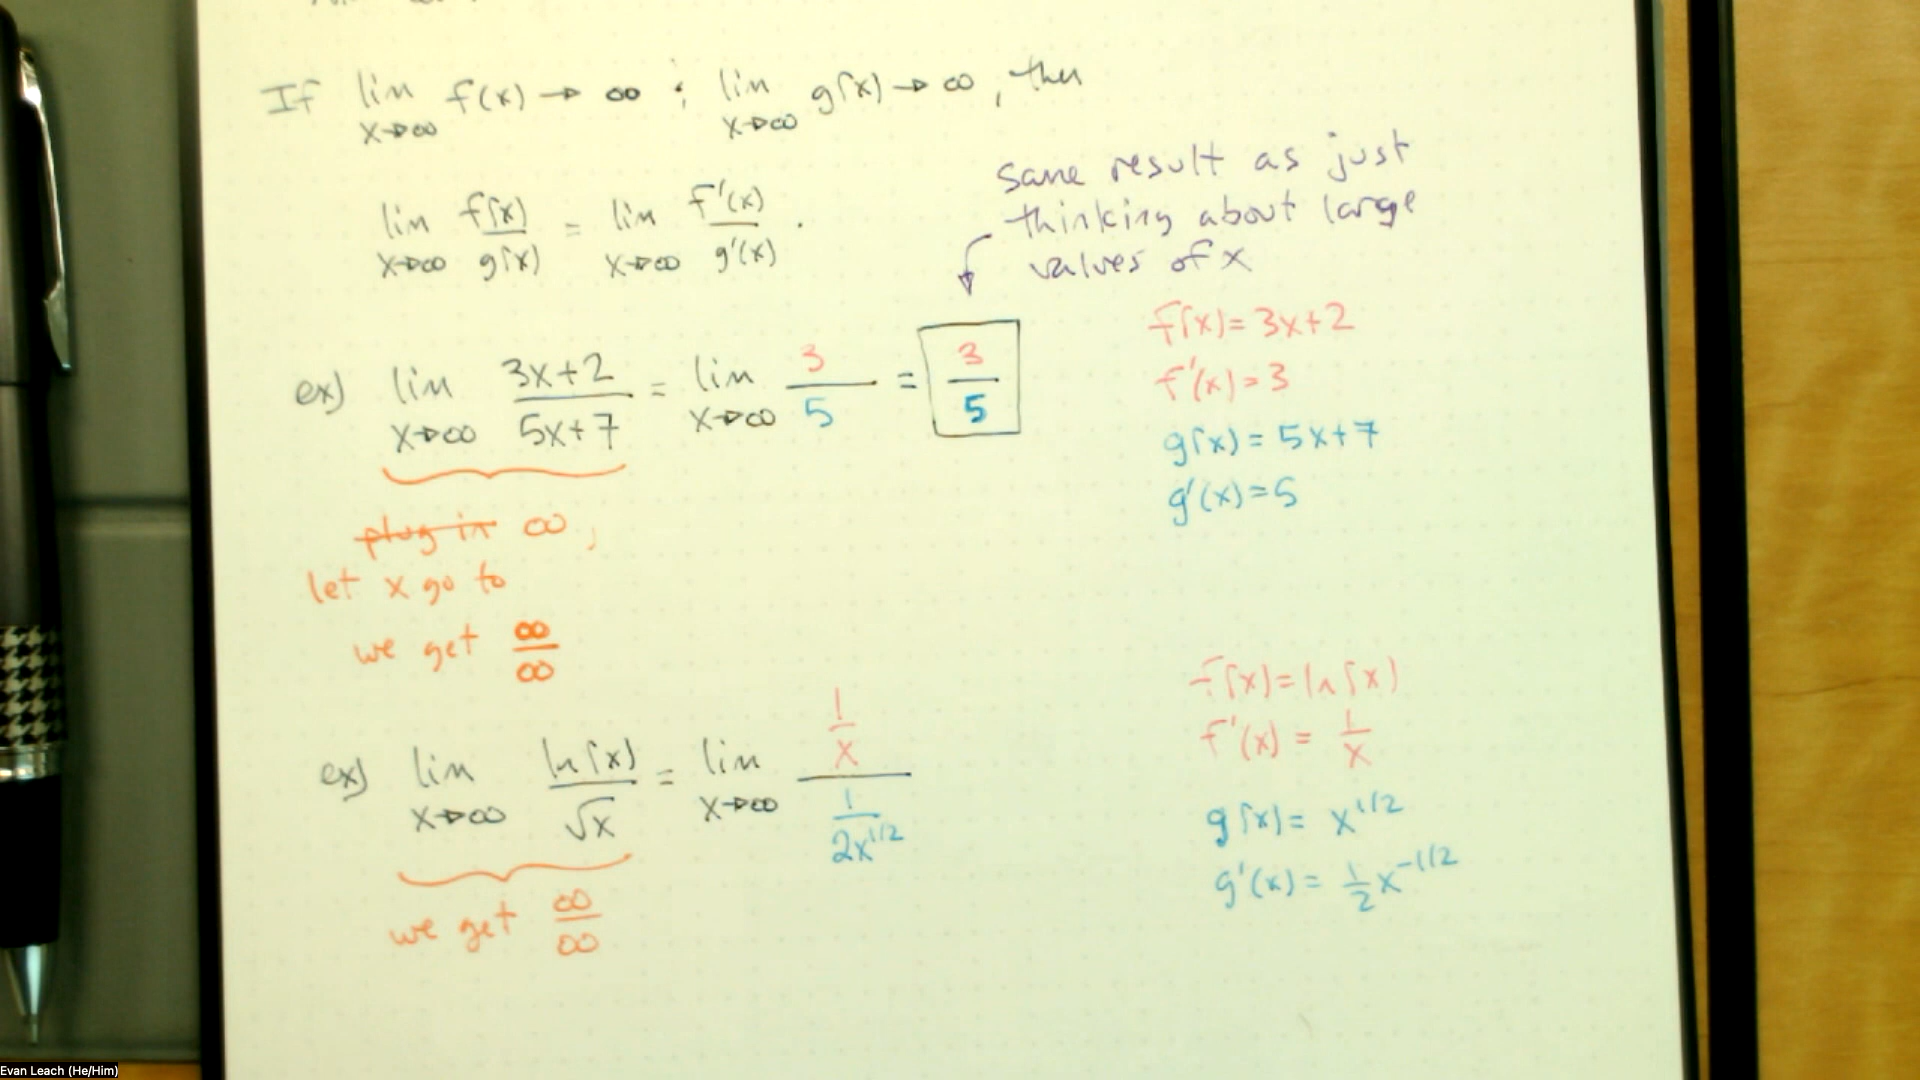 If lim f(x) → ∞ ; lim g(x) → ∞, then
x→∞ x→∞
same result as just
thinking about large
values of x
lim f(x) = lim f'(x) .
x→∞ g(x) x→∞ g'(x)
ex) lim 3x+2 = lim 3 = 3
x→∞ 5x+7 x→∞ 5 5
f(x)= 3x+2
f'(x)=3
g(x)= 5x+7
g'(x)=5
plug in ∞,
let x go to
we get ∞/∞
ex) lim ln(x) = lim 1/x
x→∞ √x x→∞ 1/2x^1/2
f(x)=ln(x)
f'(x) = 1/x
g(x)= x^1/2
g'(x)= 1/2 x^-1/2
we get ∞/∞
Evan Leach (He/Him)